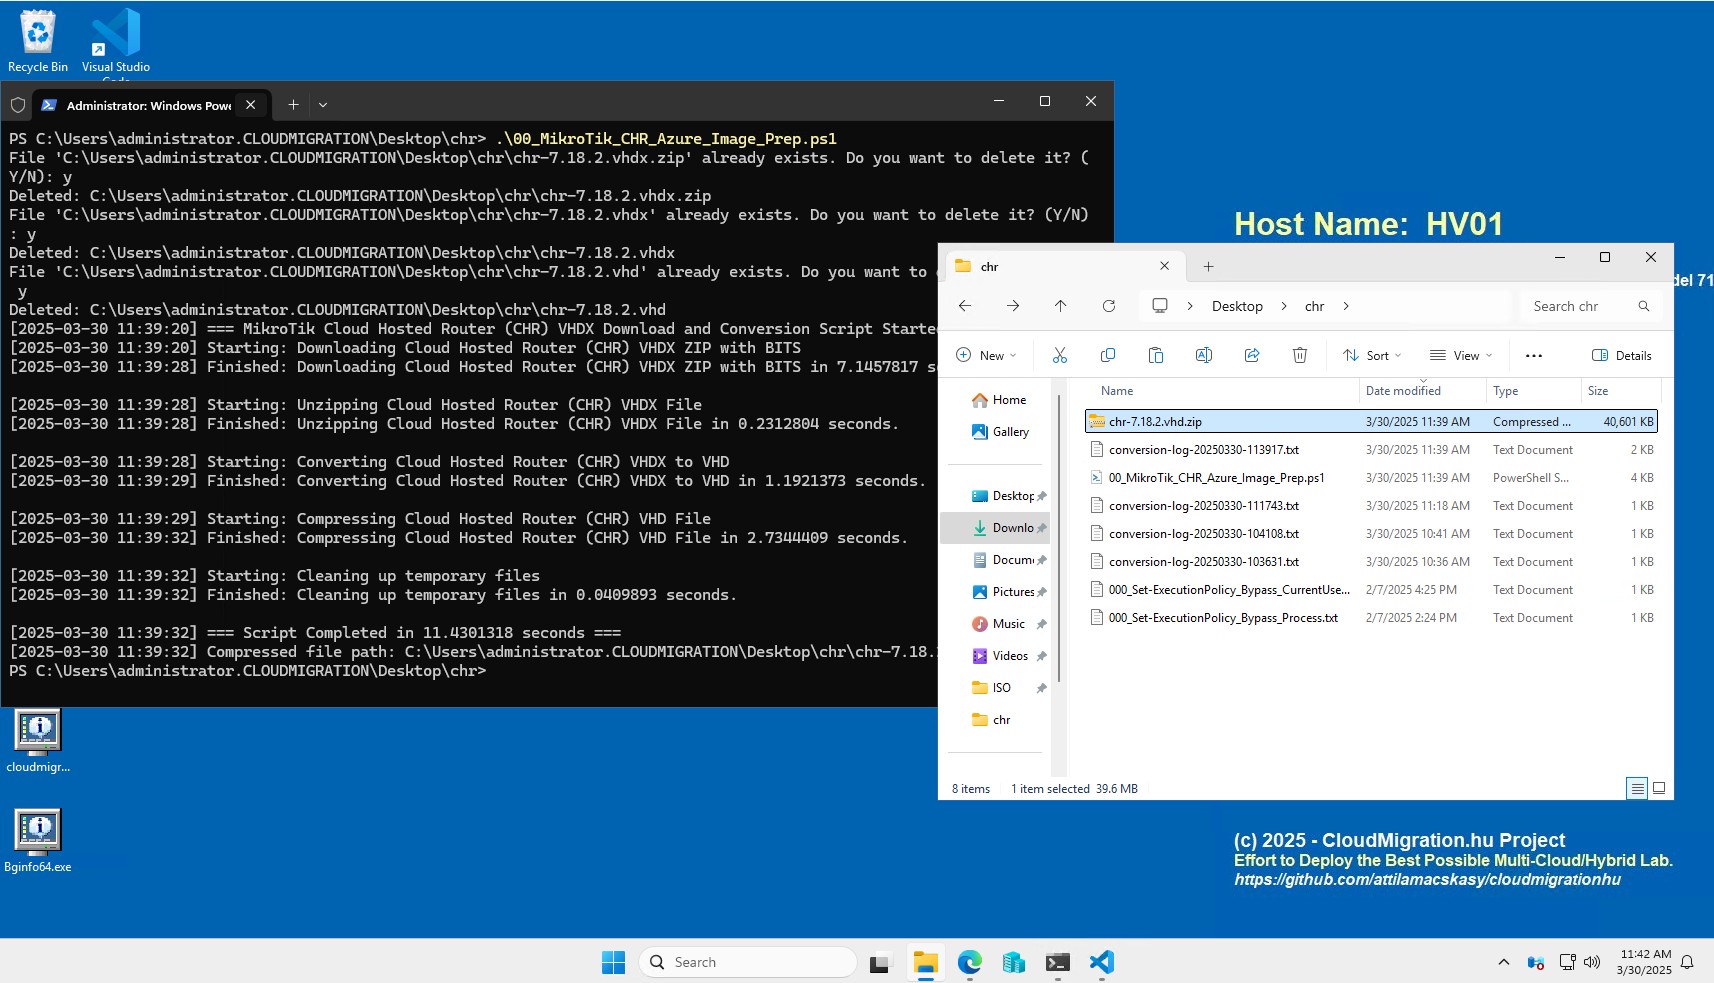 Recycle Bin
Visual Studio
Administrator: Windows Powe
PS C:\Users\administrator.CLOUDMIGRATION\Desktop\chr> .\00_MikroTik_CHR_Azure_Image_Prep.ps1
File 'C:\Users\administrator.CLOUDMIGRATION\Desktop\chr\chr-7.18.2.vhdx.zip' already exists. Do you want to delete it? (
Y/N): y
Deleted: C:\Users\administrator.CLOUDMIGRATION\Desktop\chr\chr-7.18.2.vhdx.zip
File 'C:\Users\administrator.CLOUDMIGRATION\Desktop\chr\chr-7.18.2.vhdx' already exists. Do you want to delete it? (Y/N)
: y
Deleted: C:\Users\administrator.CLOUDMIGRATION\Desktop\chr\chr-7.18.2.vhdx
File 'C:\Users\administrator.CLOUDMIGRATION\Desktop\chr\chr-7.18.2.vhd' already exists. Do you want to
y
Deleted: C:\Users\administrator.CLOUDMIGRATION\Desktop\chr\chr-7.18.2.vhd
[2025-03-30 11:39:20] === MikroTik Cloud Hosted Router (CHR) VHDX Download and Conversion Script Starte
[2025-03-30 11:39:20] Starting: Downloading Cloud Hosted Router (CHR) VHDX ZIP with BITS
[2025-03-30 11:39:28] Finished: Downloading Cloud Hosted Router (CHR) VHDX ZIP with BITS in 7.1457817 s
[2025-03-30 11:39:28] Starting: Unzipping Cloud Hosted Router (CHR) VHDX File
[2025-03-30 11:39:28] Finished: Unzipping Cloud Hosted Router (CHR) VHDX File in 0.2312804 seconds.
[2025-03-30 11:39:28] Starting: Converting Cloud Hosted Router (CHR) VHDX to VHD
[2025-03-30 11:39:29] Finished: Converting Cloud Hosted Router (CHR) VHDX to VHD in 1.1921373 seconds.
[2025-03-30 11:39:29] Starting: Compressing Cloud Hosted Router (CHR) VHD File
[2025-03-30 11:39:32] Finished: Compressing Cloud Hosted Router (CHR) VHD File in 2.7344409 seconds.
[2025-03-30 11:39:32] Starting: Cleaning up temporary files
[2025-03-30 11:39:32] Finished: Cleaning up temporary files in 0.0409893 seconds.
[2025-03-30 11:39:32] === Script Completed in 11.4301318 seconds ===
[2025-03-30 11:39:32] Compressed file path: C:\Users\administrator.CLOUDMIGRATION\Desktop\chr\chr-7.18.
PS C:\Users\administrator.CLOUDMIGRATION\Desktop\chr>
Host Name: HV01
del 71
chr
Desktop > chr >
Search chr
New
Sort
View
Details
Home
Gallery
Desktop
Downlo
Docum
Pictures
Music
Videos
ISO
chr
Name Date modified Type Size
chr-7.18.2.vhd.zip 3/30/2025 11:39 AM Compressed ... 40,601 KB
conversion-log-20250330-113917.txt 3/30/2025 11:39 AM Text Document 2 KB
00_MikroTik_CHR_Azure_Image_Prep.ps1 3/30/2025 11:39 AM PowerShell S... 4 KB
conversion-log-20250330-111743.txt 3/30/2025 11:18 AM Text Document 1 KB
conversion-log-20250330-104108.txt 3/30/2025 10:41 AM Text Document 1 KB
conversion-log-20250330-103631.txt 3/30/2025 10:36 AM Text Document 1 KB
000_Set-ExecutionPolicy_Bypass_CurrentUse... 2/7/2025 4:25 PM Text Document 1 KB
000_Set-ExecutionPolicy_Bypass_Process.txt 2/7/2025 2:24 PM Text Document 1 KB
8 items 1 item selected 39.6 MB
cloudmigr...
Bginfo64.exe
(c) 2025 - CloudMigration.hu Project
Effort to Deploy the Best Possible Multi-Cloud/Hybrid Lab.
https://github.com/attilamacskasy/cloudmigrationhu
Search
11:42 AM
3/30/2025